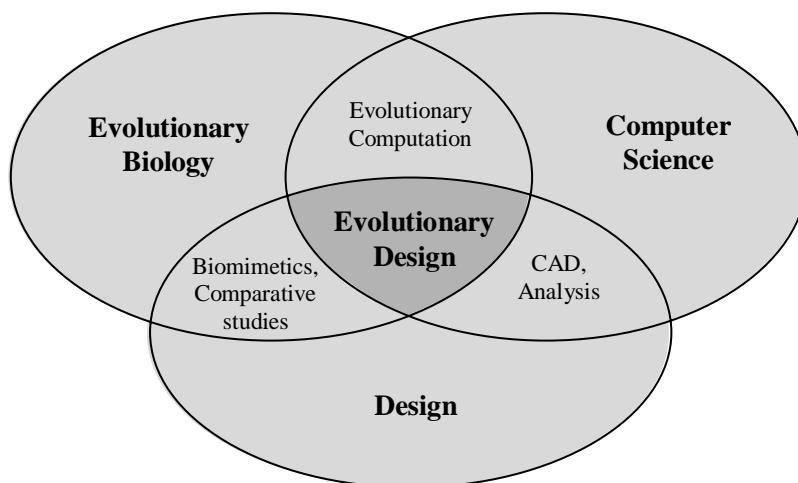 Evolutionary
Computation
Evolutionary
Biology
Computer
Science
Evolutionary
Design
Biomimetics,
Comparative
studies
CAD,
Analysis
Design